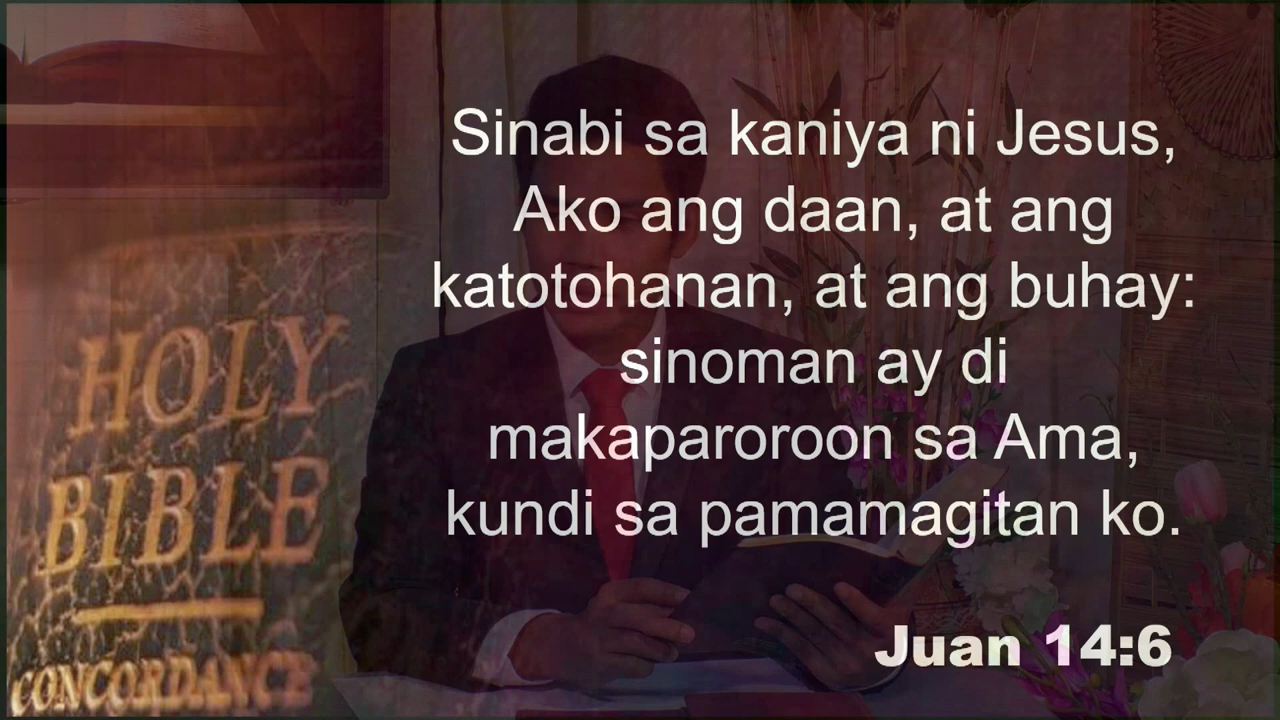 Sinabi sa kaniya ni Jesus,
Ako ang daan, at ang
katotohanan, at ang buhay:
sinoman ay di
makaparoroon sa Ama,
kundi sa pamamagitan ko.
Juan 14:6
HOLY
BIBLE
CONCORDANCE